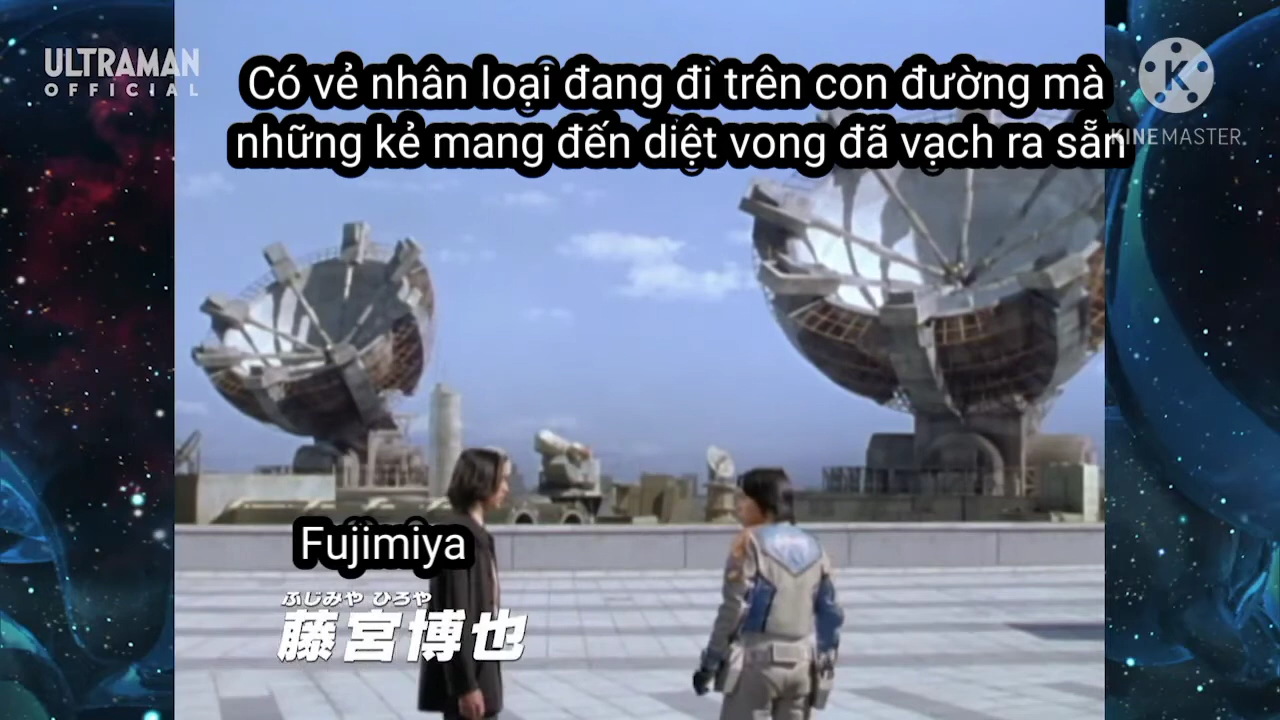 ULTRAMAN
OFFICIAL
Có vẻ nhân loại đang đi trên con đường mà
những kẻ mang đến diệt vong đã vạch ra sẵn
K
KINEMASTER
Fujimiya
ふじみや ひろや
藤宮博也